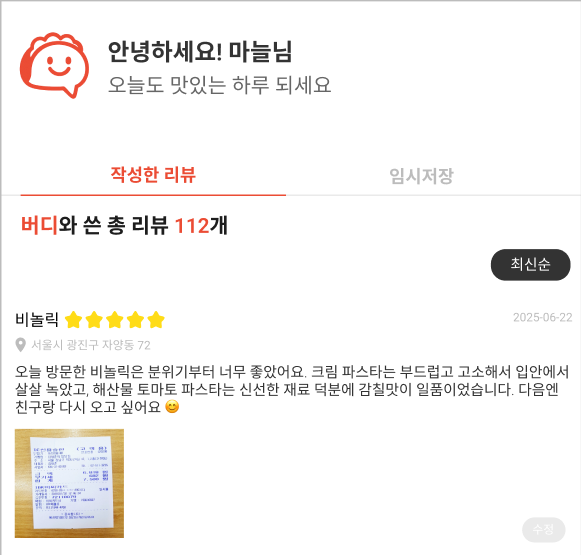 안녕하세요! 마늘님
오늘도 맛있는 하루 되세요
작성한 리뷰
임시저장
버디와 쓴 총 리뷰 112개
최신순
비놀릭
2025-06-22
서울시 광진구 자양동 72
오늘 방문한 비놀릭은 분위기부터 너무 좋았어요. 크림 파스타는 부드럽고 고소해서 입안에서
살살 녹았고, 해산물 토마토 파스타는 신선한 재료 덕분에 감칠맛이 일품이었습니다. 다음엔
친구랑 다시 오고 싶어요 😊
수정